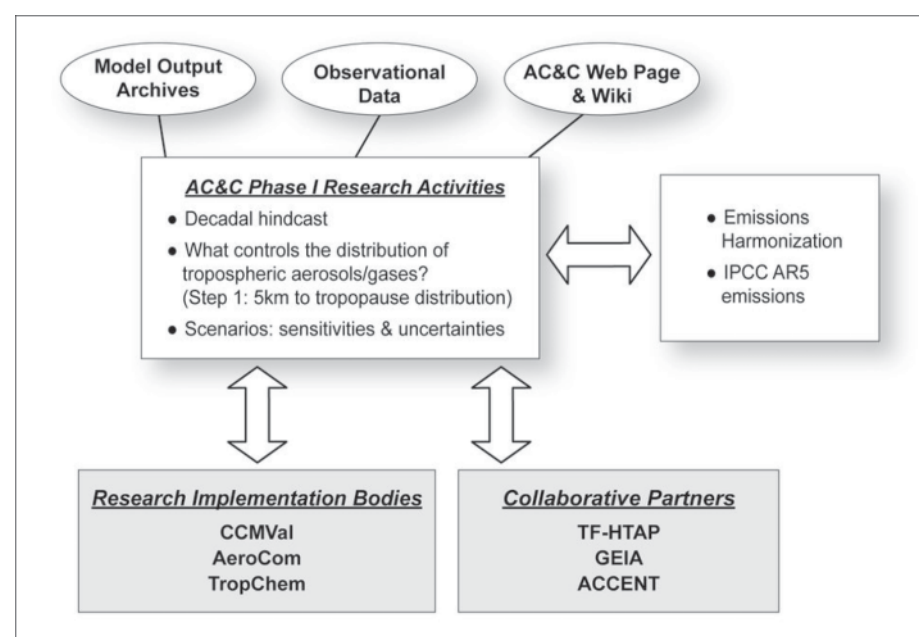 Model Output
Archives
Observational
Data
AC&C Web Page
& Wiki
AC&C Phase I Research Activities
● Decadal hindcast
● What controls the distribution of
tropospheric aerosols/gases?
(Step 1: 5km to tropopause distribution)
● Scenarios: sensitivities & uncertainties
● Emissions
Harmonization
● IPCC AR5
emissions
Research Implementation Bodies
CCMVal
AeroCom
TropChem
Collaborative Partners
TF-HTAP
GEIA
ACCENT